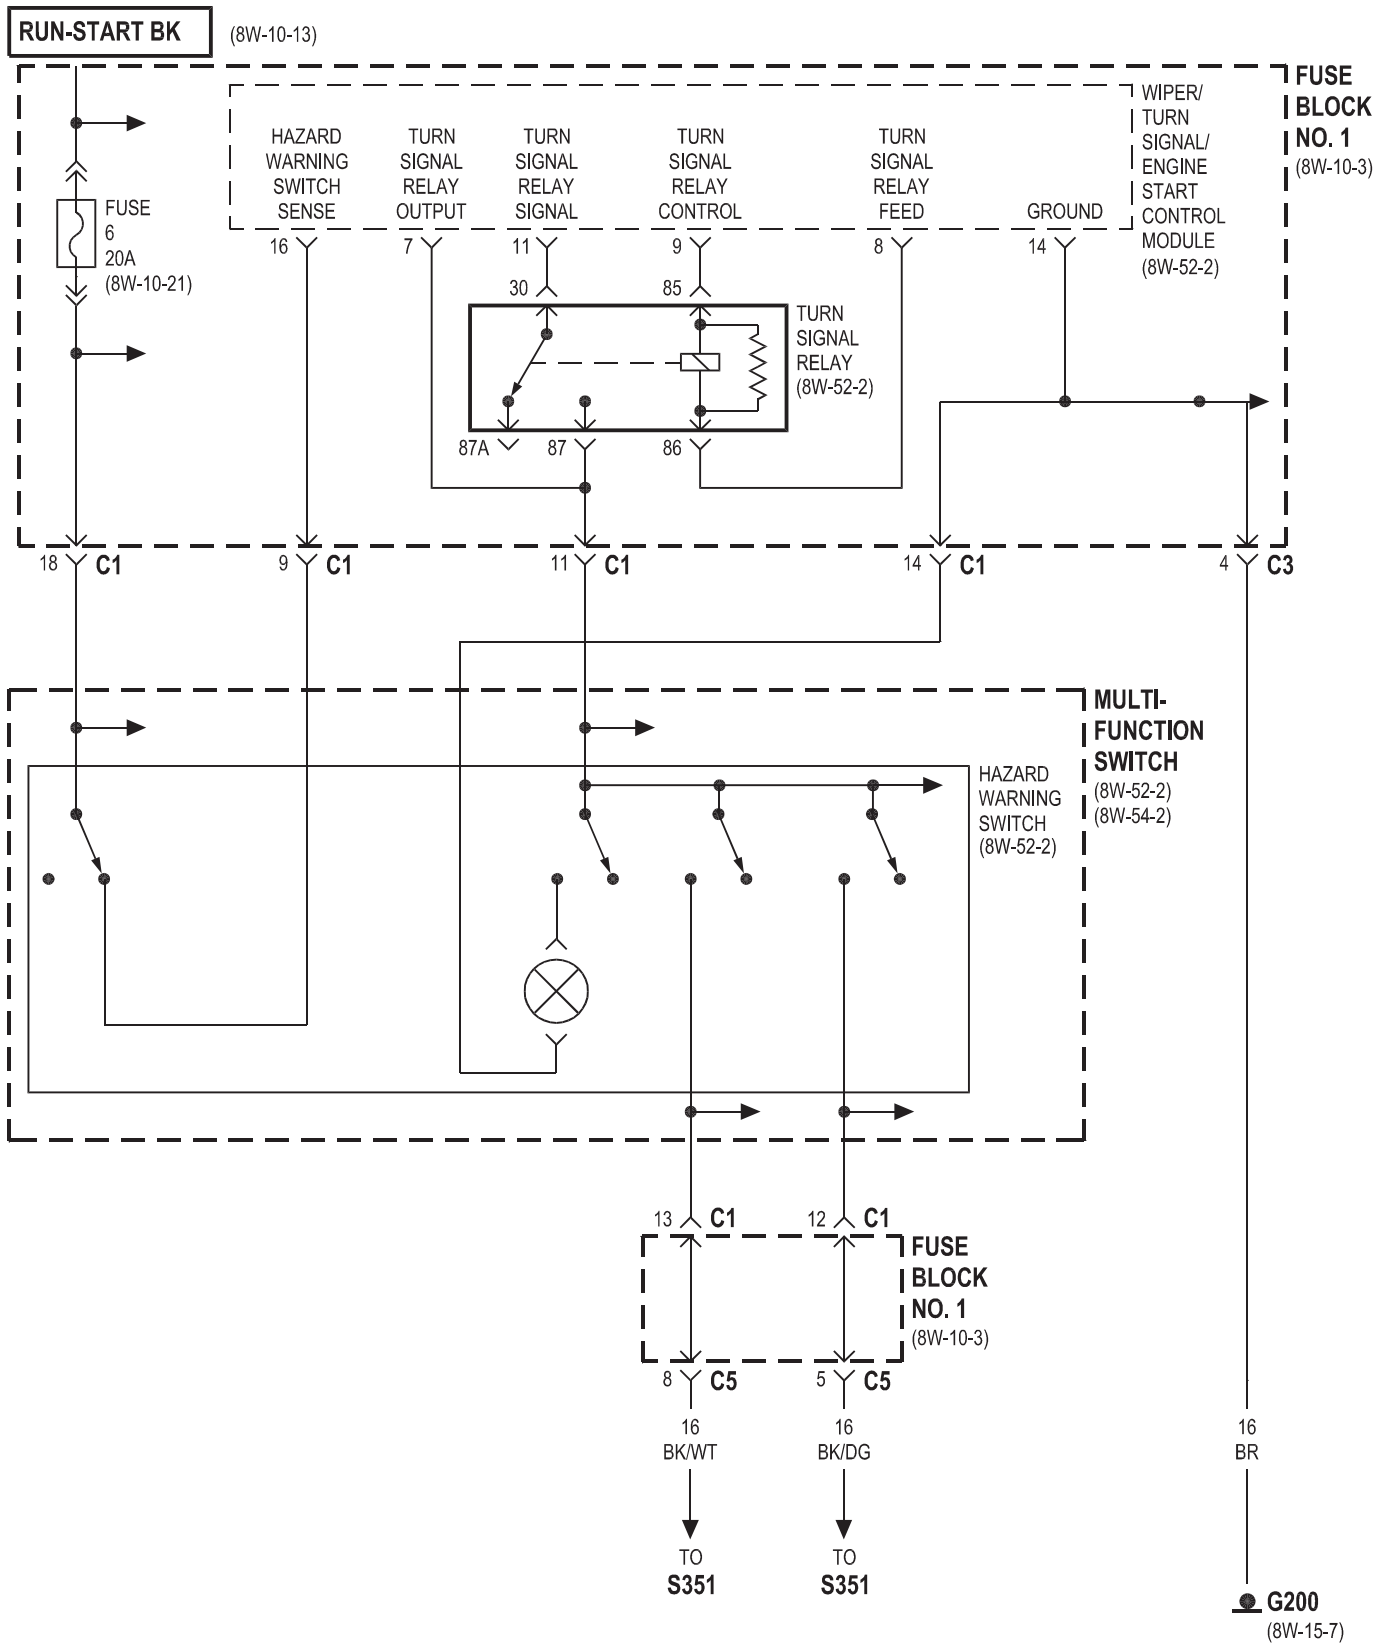 RUN-START BK
(8W-10-13)
FUSE
BLOCK
NO. 1
(8W-10-3)
WIPER/
TURN
SIGNAL/
ENGINE
START
CONTROL
MODULE
(8W-52-2)
HAZARD
WARNING
SWITCH
SENSE
TURN
SIGNAL
RELAY
OUTPUT
TURN
SIGNAL
RELAY
SIGNAL
TURN
SIGNAL
RELAY
CONTROL
TURN
SIGNAL
RELAY
FEED
GROUND
FUSE
6
20A
(8W-10-21)
16
7
11
9
8
14
30
85
TURN
SIGNAL
RELAY
(8W-52-2)
87A
87
86
18
C1
9
C1
11
C1
14
C1
4
C3
MULTI-
FUNCTION
SWITCH
(8W-52-2)
(8W-54-2)
HAZARD
WARNING
SWITCH
(8W-52-2)
13
C1
12
C1
FUSE
BLOCK
NO. 1
(8W-10-3)
8
C5
5
C5
16
BK/WT
16
BK/DG
16
BR
TO
S351
TO
S351
G200
(8W-15-7)